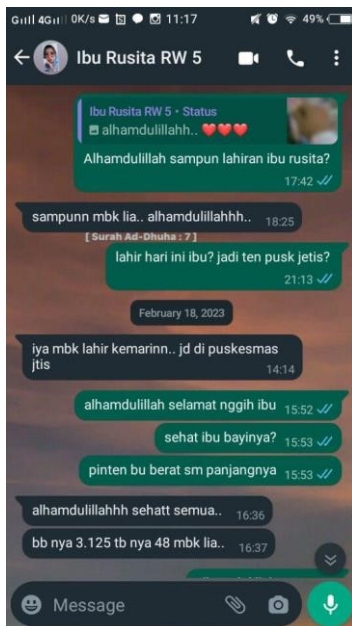 0K/s 11:17 49%
Ibu Rusita RW 5
Ibu Rusita RW 5 • Status
alhamdulillahh.. ❤️❤️❤️
Alhamdulillah sampun lahiran ibu rusita?
17:42
sampunn mbk lia.. alhamdulillahhh..
18:25
[ Surah Ad-Dhuha : 7 ]
lahir hari ini ibu? jadi ten pusk jetis?
21:13
February 18, 2023
iya mbk lahir kemarinn.. jd di puskesmas
jtis
14:14
alhamdulillah selamat nggih ibu 15:52
sehat ibu bayinya? 15:53
pinten bu berat sm panjangnya 15:53
alhamdulillahhh sehatt semua.. 16:36
bb nya 3.125 tb nya 48 mbk lia.. 16:37
Message